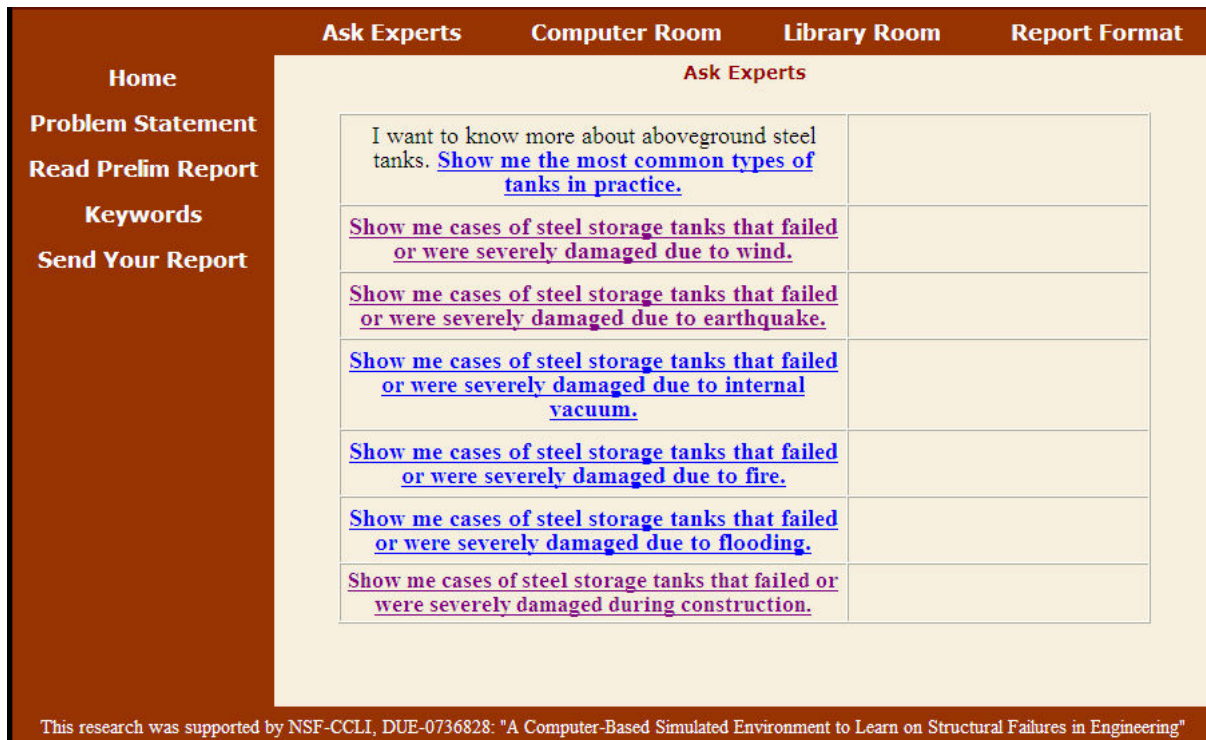 Ask Experts Computer Room Library Room Report Format
Home
Problem Statement
Read Prelim Report
Keywords
Send Your Report
Ask Experts
I want to know more about aboveground steel
tanks. Show me the most common types of
tanks in practice.
Show me cases of steel storage tanks that failed
or were severely damaged due to wind.
Show me cases of steel storage tanks that failed
or were severely damaged due to earthquake.
Show me cases of steel storage tanks that failed
or were severely damaged due to internal
vacuum.
Show me cases of steel storage tanks that failed
or were severely damaged due to fire.
Show me cases of steel storage tanks that failed
or were severely damaged due to flooding.
Show me cases of steel storage tanks that failed or
were severely damaged during construction.
This research was supported by NSF-CCLI, DUE-0736828: "A Computer-Based Simulated Environment to Learn on Structural Failures in Engineering"